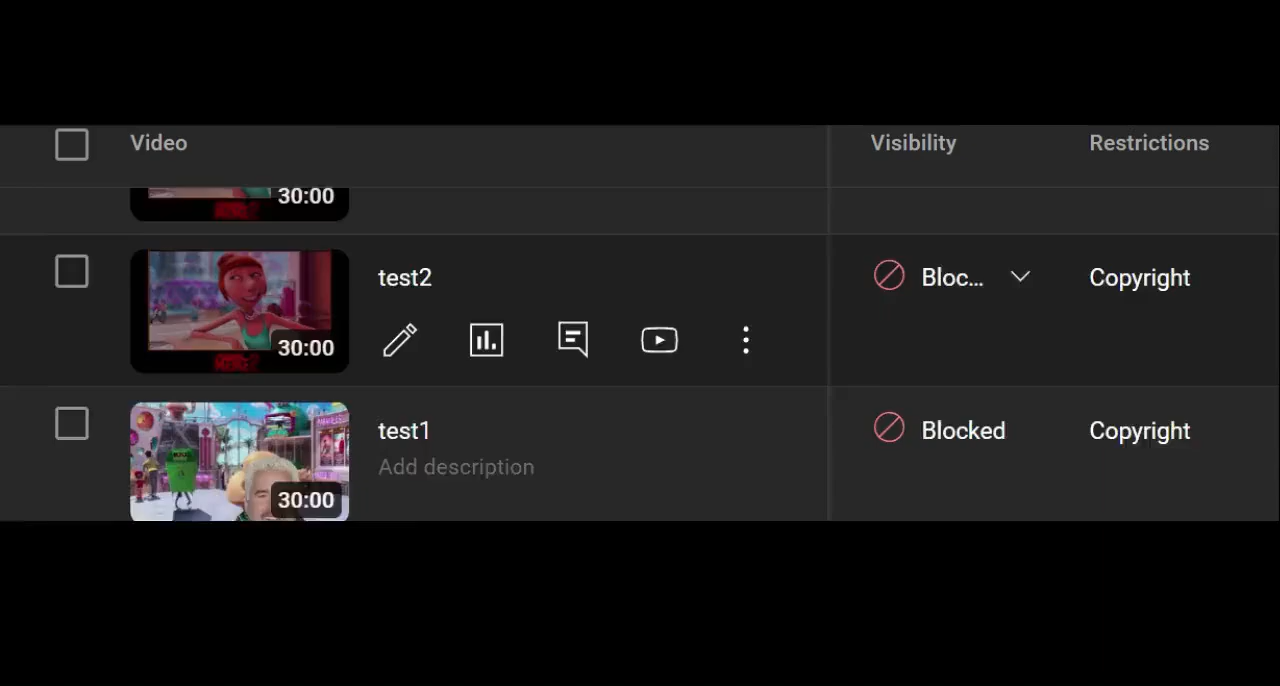 Video Visibility Restrictions
30:00
test2 Bloc... Copyright
30:00
test1 Blocked Copyright
Add description
30:00